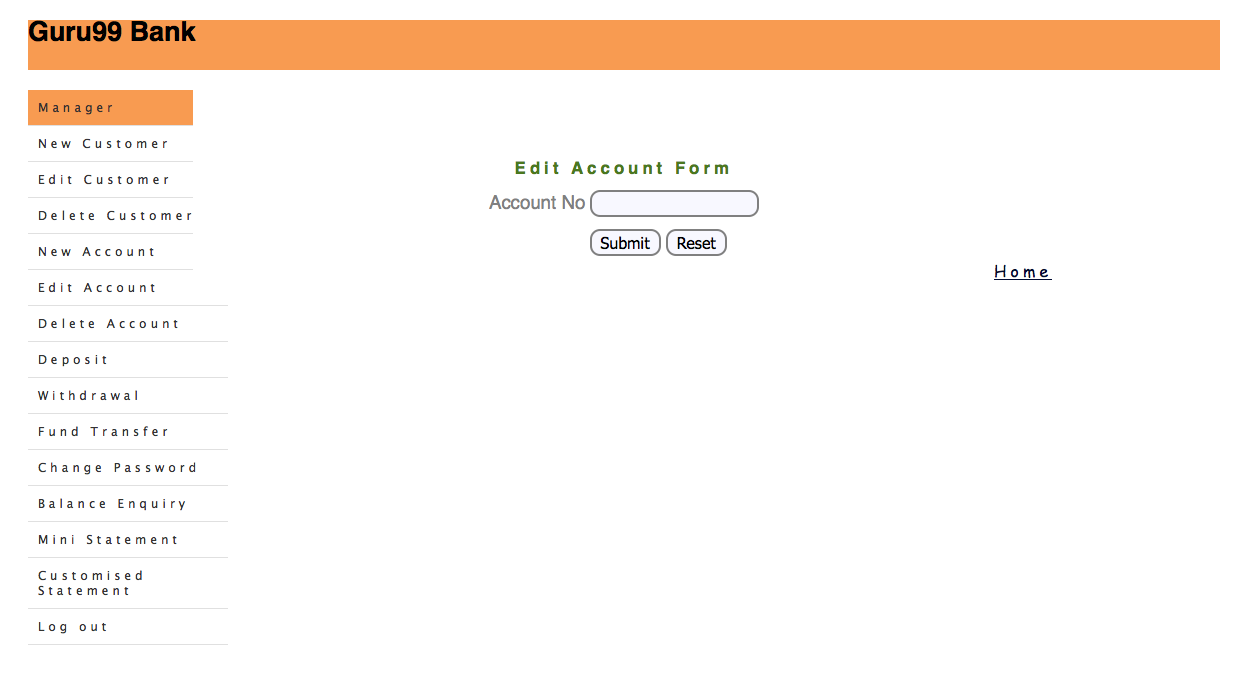 Guru99 Bank
Manager
New Customer
Edit Customer
Delete Customer
New Account
Edit Account
Delete Account
Deposit
Withdrawal
Fund Transfer
Change Password
Balance Enquiry
Mini Statement
Customised
Statement
Log out
Edit Account Form
Account No
Submit Reset
Home